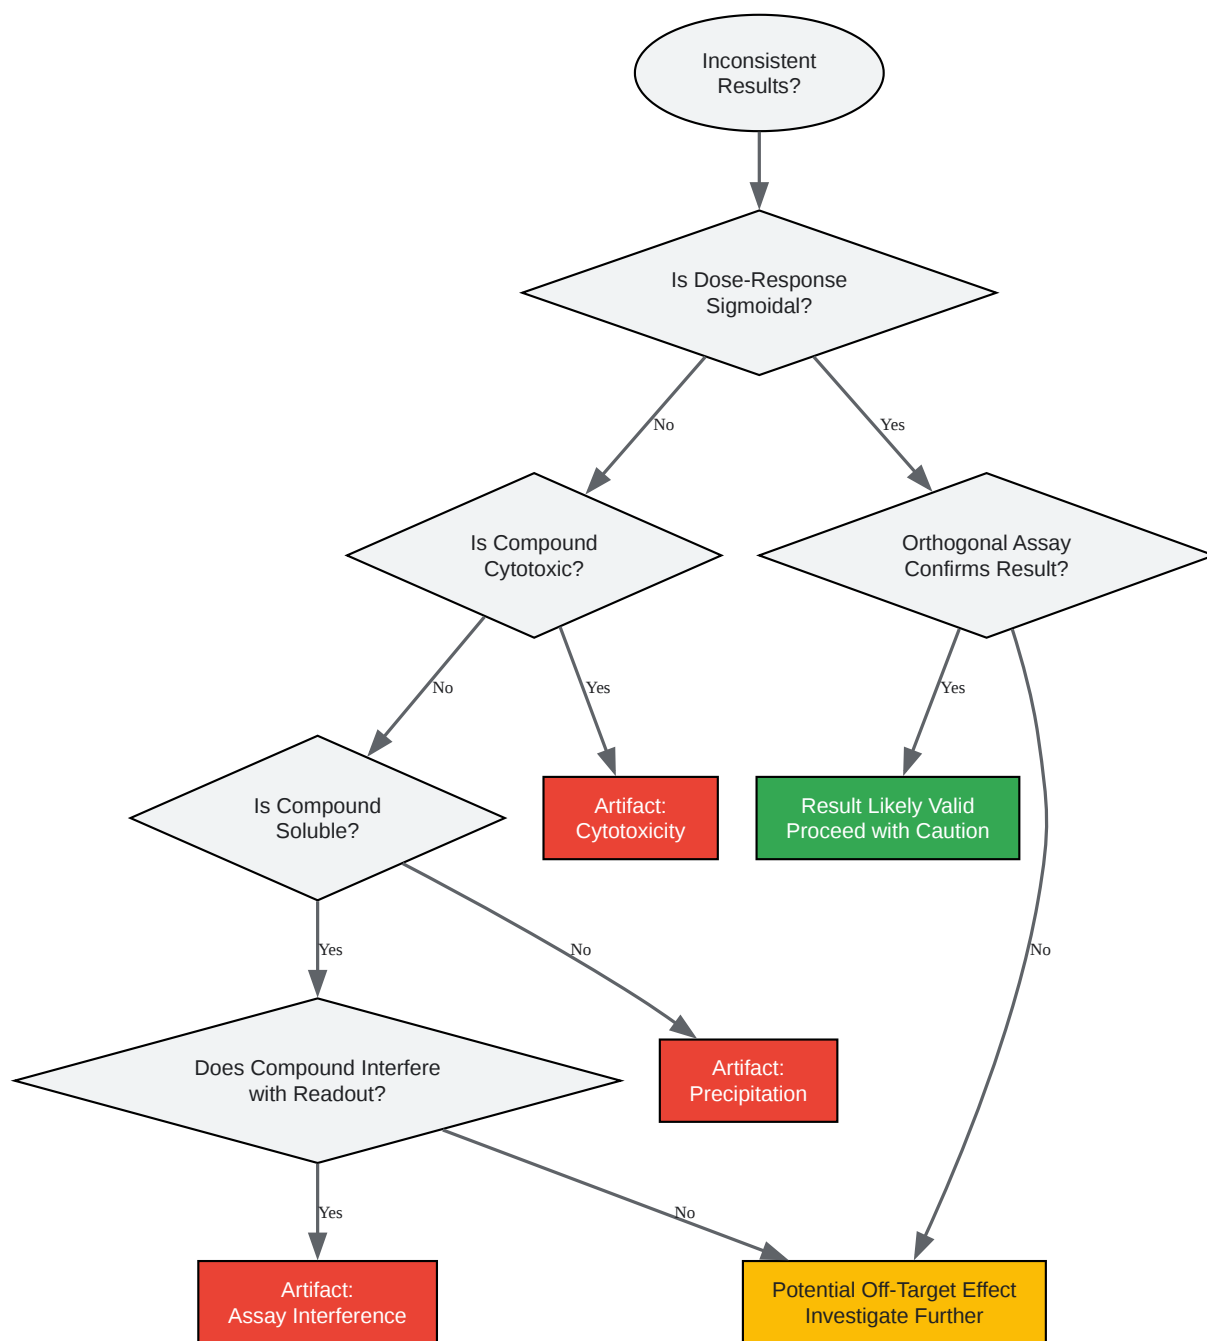 Inconsistent
Results?
Is Dose-Response
Sigmoidal?
No
Yes
Is Compound
Cytotoxic?
Orthogonal Assay
Confirms Result?
No
Yes
Yes
Is Compound
Soluble?
Artifact:
Cytotoxicity
Result Likely Valid
Proceed with Caution
Yes
No
No
Does Compound Interfere
with Readout?
Artifact:
Precipitation
Yes
No
Artifact:
Assay Interference
Potential Off-Target Effect
Investigate Further